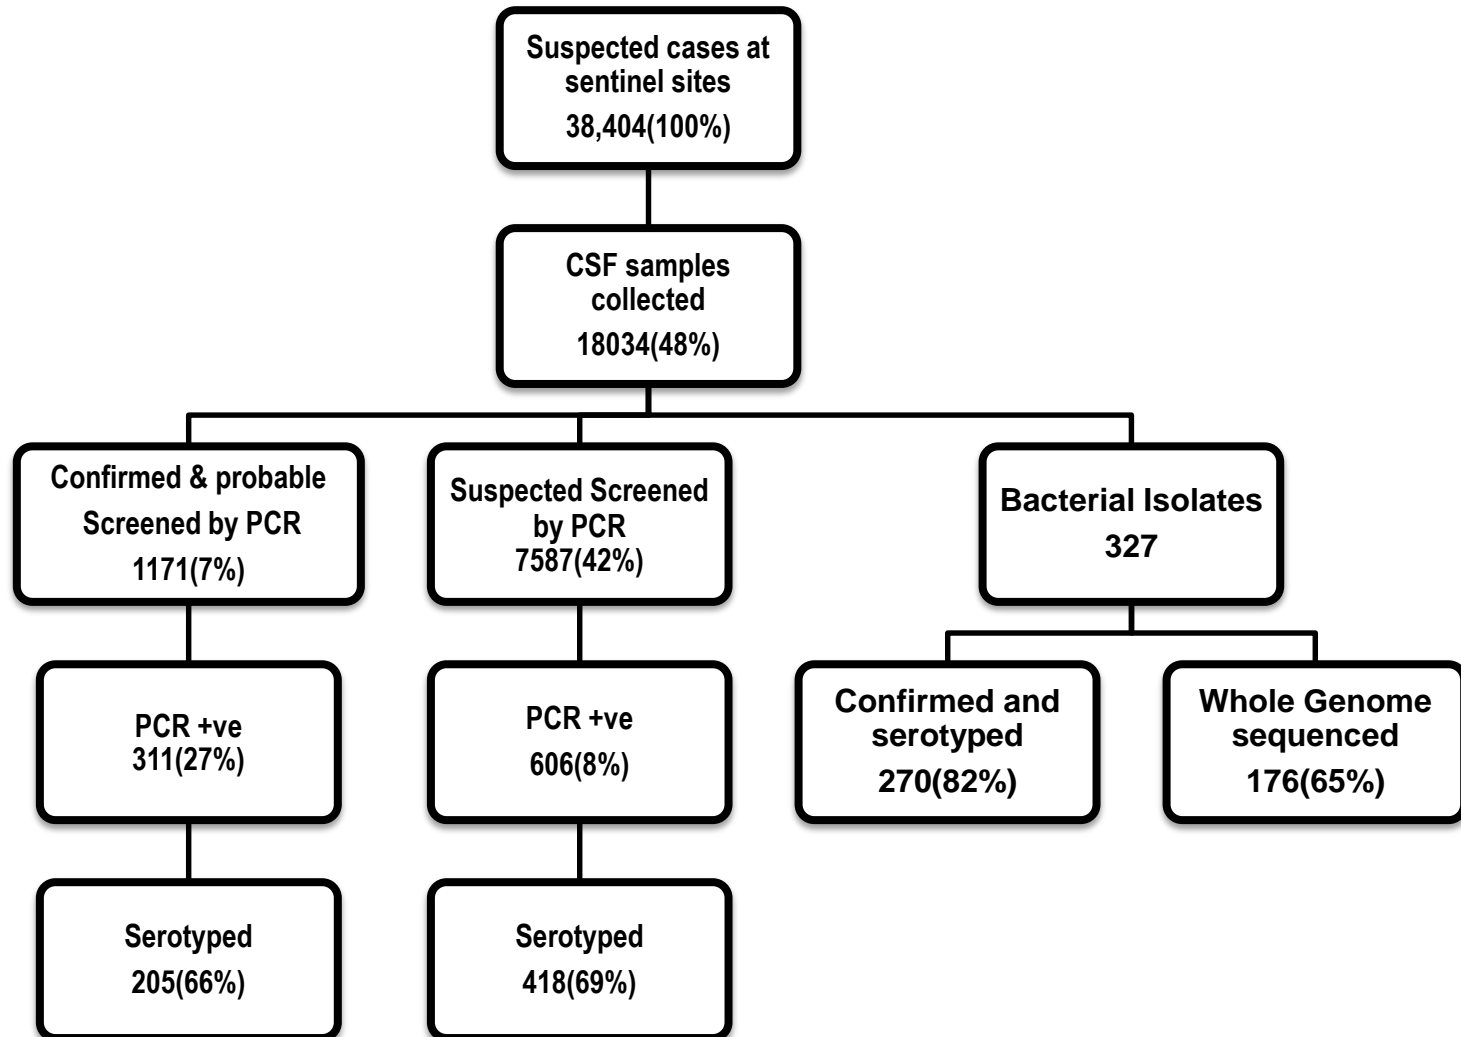 Suspected cases at
sentinel sites
38,404(100%)
CSF samples
collected
18034(48%)
Confirmed & probable
Screened by PCR
1171(7%)
Suspected Screened
by PCR
7587(42%)
Bacterial Isolates
327
PCR +ve
311(27%)
PCR +ve
606(8%)
Confirmed and
serotyped
270(82%)
Whole Genome
sequenced
176(65%)
Serotyped
205(66%)
Serotyped
418(69%)